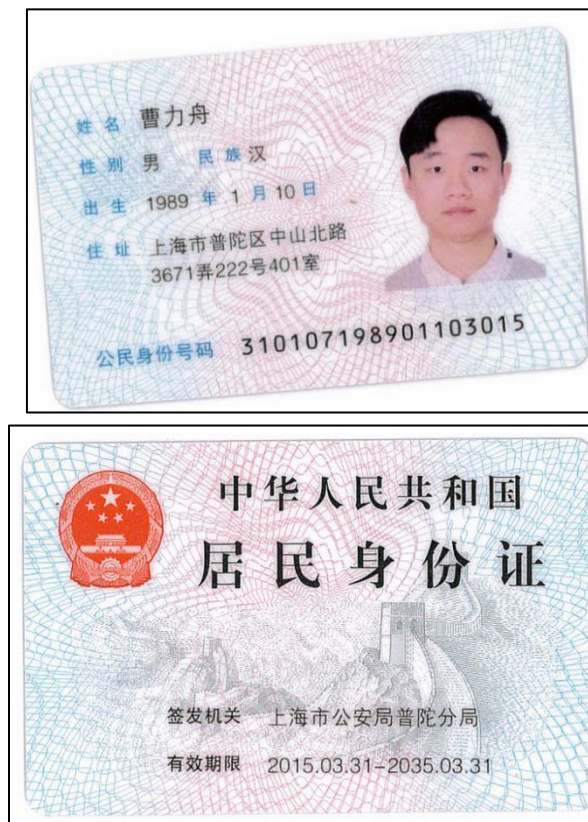 姓名 曹力舟
性别 男 民族 汉
出生 1989 年 1 月 10 日
住址 上海市普陀区中山北路
3671弄222号401室
公民身份号码 310107198901103015
中华人民共和国
居民身份证
签发机关 上海市公安局普陀分局
有效期限 2015.03.31-2035.03.31